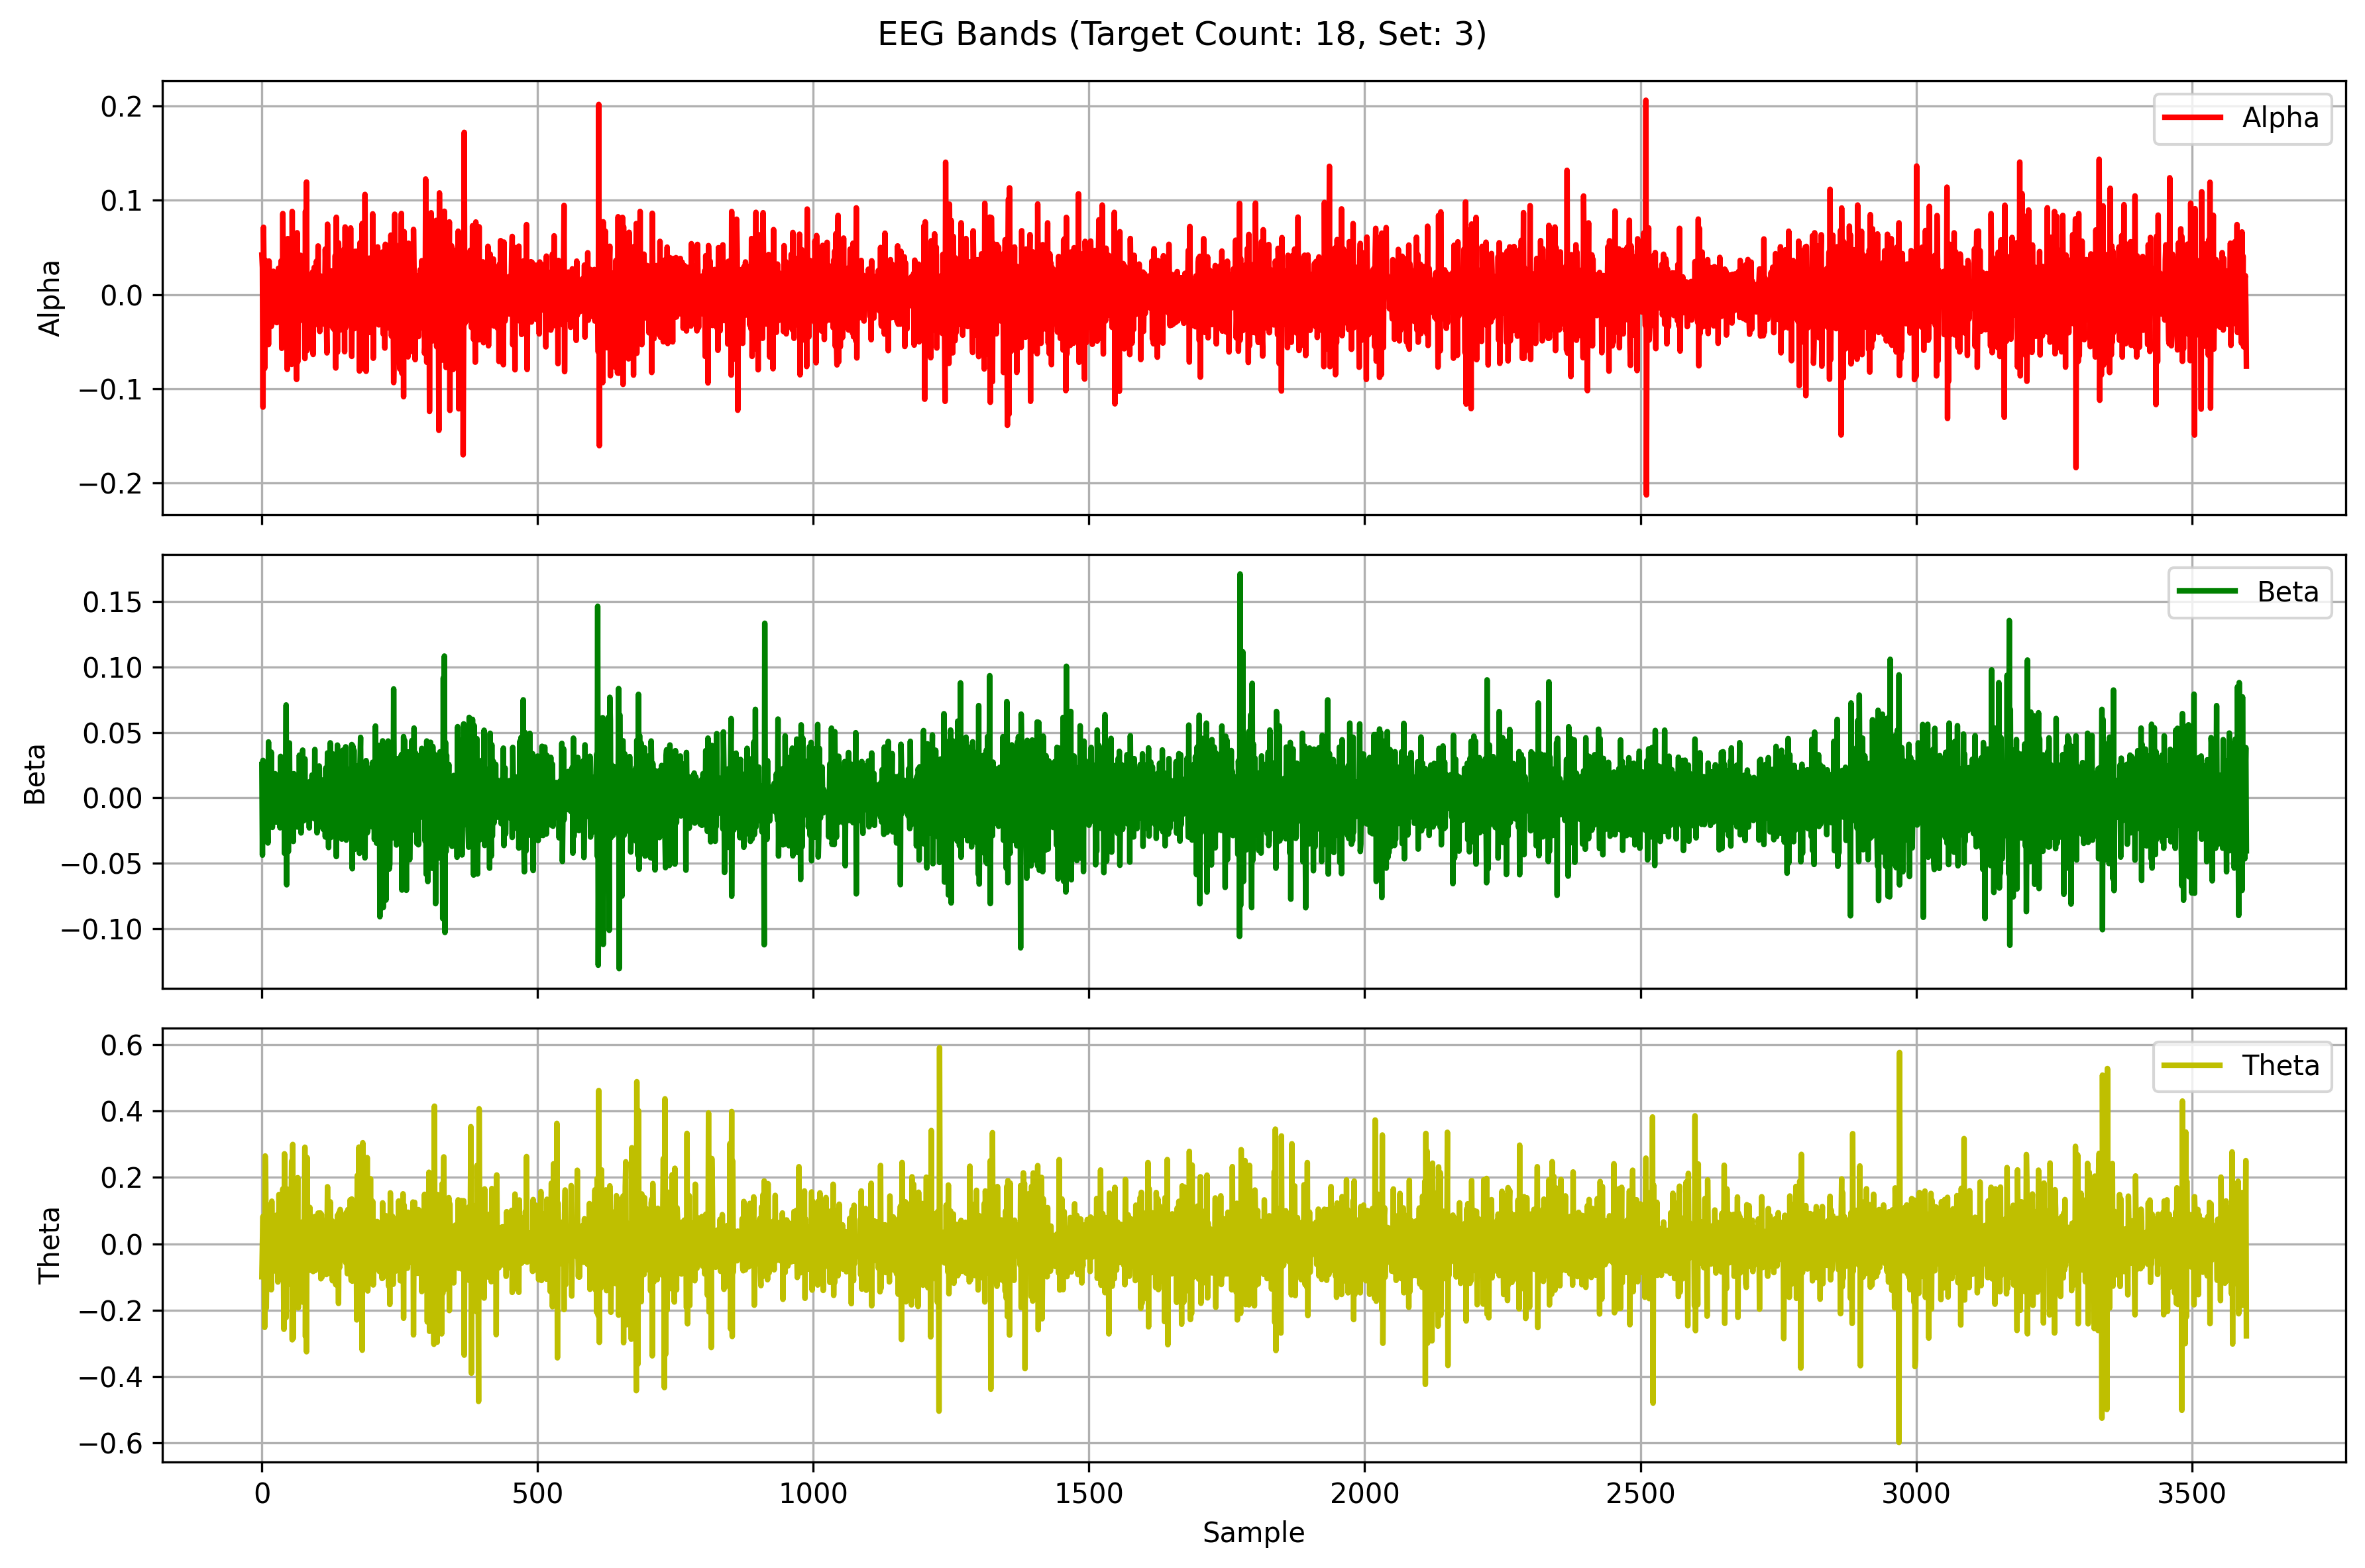 EEG Bands (Target Count: 18, Set: 3)
Alpha
0.2
0.1
0.0
−0.1
−0.2
Alpha
Beta
0.15
0.10
0.05
0.00
−0.05
−0.10
Beta
Theta
0.6
0.4
0.2
0.0
−0.2
−0.4
−0.6
Theta
0 500 1000 1500 2000 2500 3000 3500
Sample